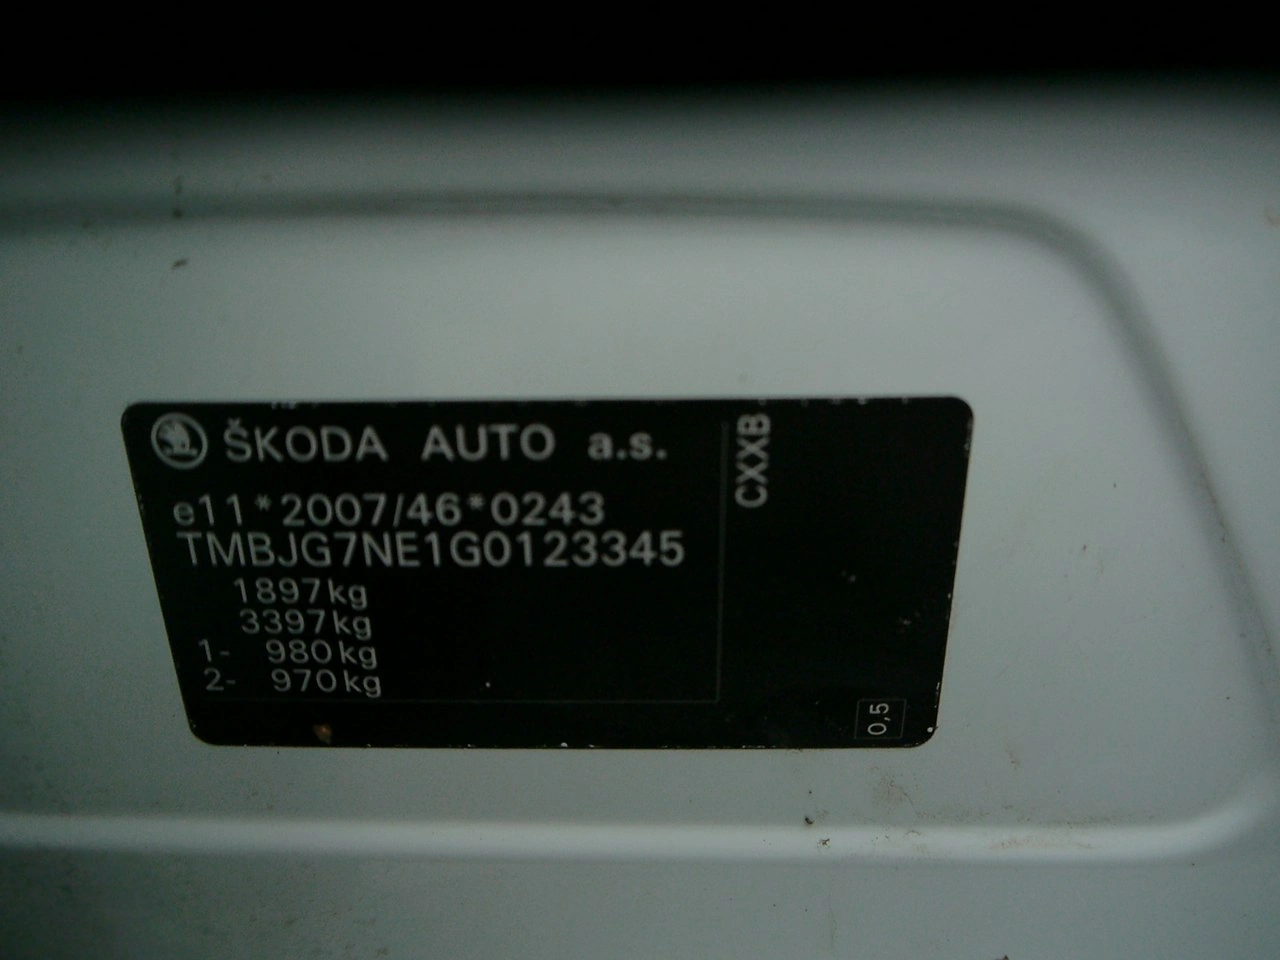 ŠKODA AUTO a.s.
e11*2007/46*0243
TMBJG7NE1G0123345
1897kg
3397kg
1- 980kg
2- 970kg
CXXB
0,5